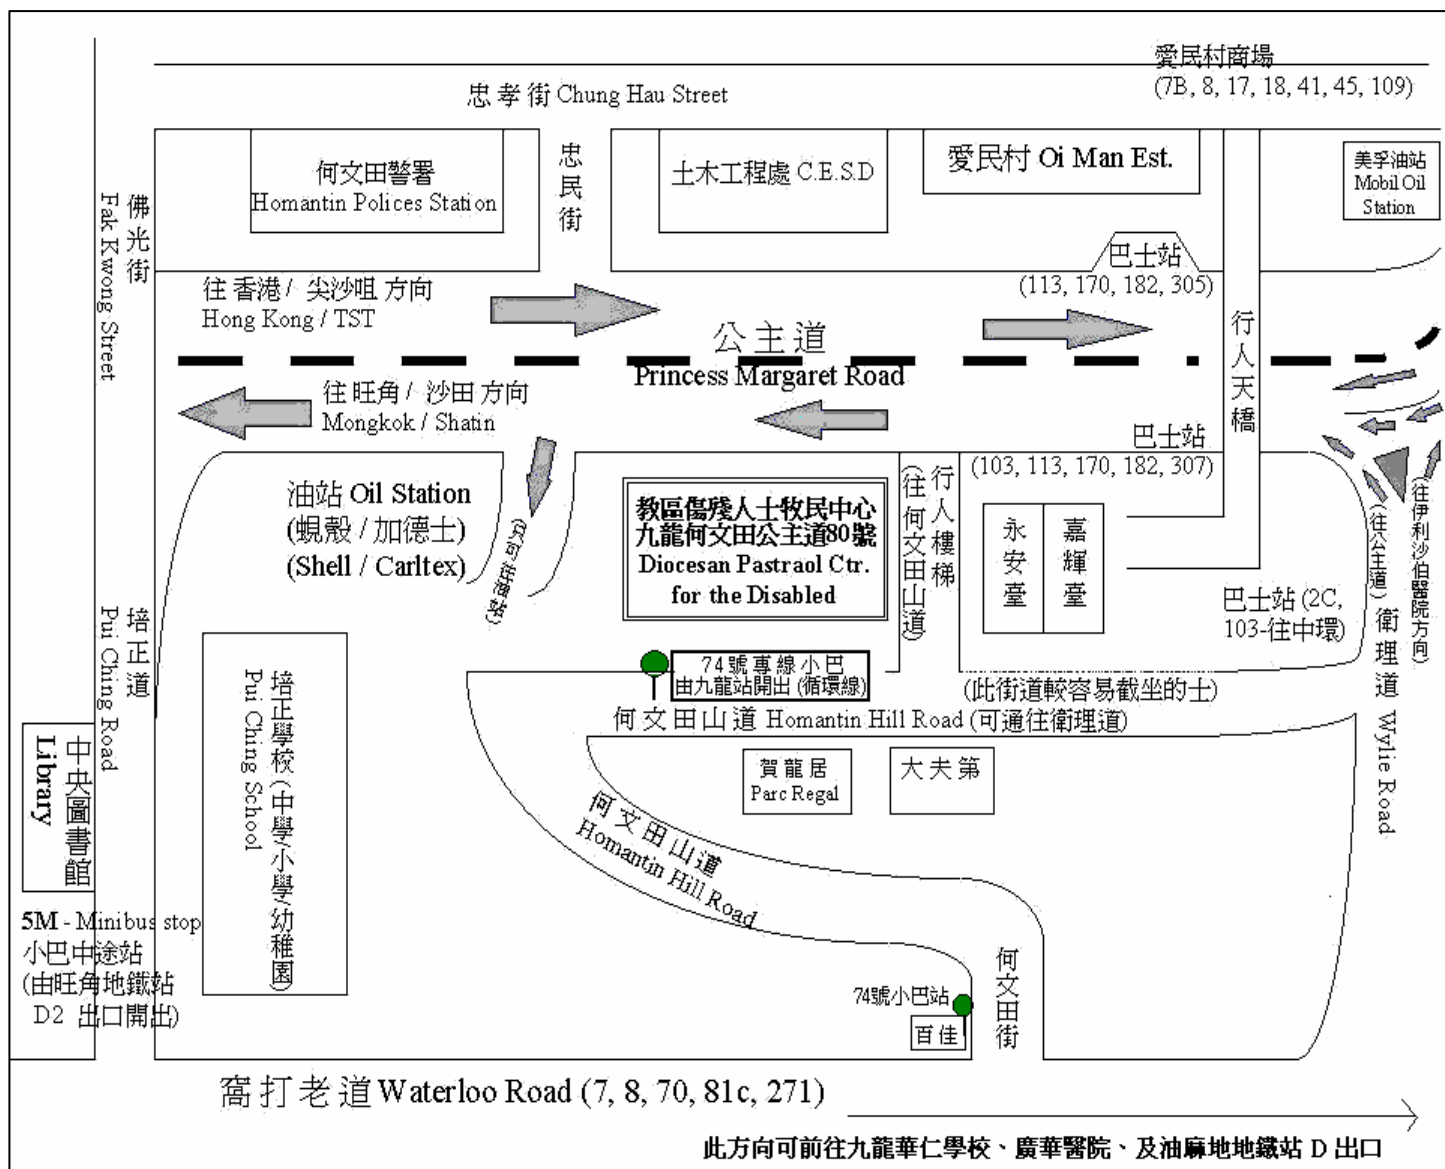 愛民村商場
(7B, 8, 17, 18, 41, 45, 109)
忠孝街 Chung Hau Street
何文田警署
Homantin Polices Station
忠民街
土木工程處 C.E.S.D
愛民村 Oi Man Est.
美孚油站
Mobil Oil
Station
佛光街
Fak Kwong Street
往 香港 / 尖沙咀 方向
Hong Kong / TST
巴士站
(113, 170, 182, 305)
公主道
Princess Margaret Road
行人天橋
往 旺角 / 沙田 方向
Mongkok / Shatin
巴士站
(103, 113, 170, 182, 307)
油站 Oil Station
(蜆殼 / 加德士)
(Shell / Carltex)
教區傷殘人士牧民中心
九龍何文田公主道80號
Diocesan Pastraol Ctr.
for the Disabled
行人樓梯
(往何文田山道)
永安臺
嘉輝臺
(往公主道)
(往伊利沙伯醫院方向)
巴士站 (2C,
103-往中環)
衛理道 Wylie Road
培正道
Pui Ching Road
74號專線小巴
由九龍站開出 (循環線)
(此街道較容易截坐的士)
何文田山道 Homantin Hill Road (可通往衛理道)
培正學校 (中學/小學/幼稚園)
Pui Ching School
中央圖書館
Library
賀龍居
Parc Regal
大夫第
何文田山道
Homantin Hill Road
5M - Minibus stop
小巴中途站
(由旺角地鐵站
D2 出口開出)
74號小巴站
百佳
何文田街
窩打老道 Waterloo Road (7, 8, 70, 81c, 271)
此方向可前往九龍華仁學校、廣華醫院、及油麻地地鐵站 D 出口